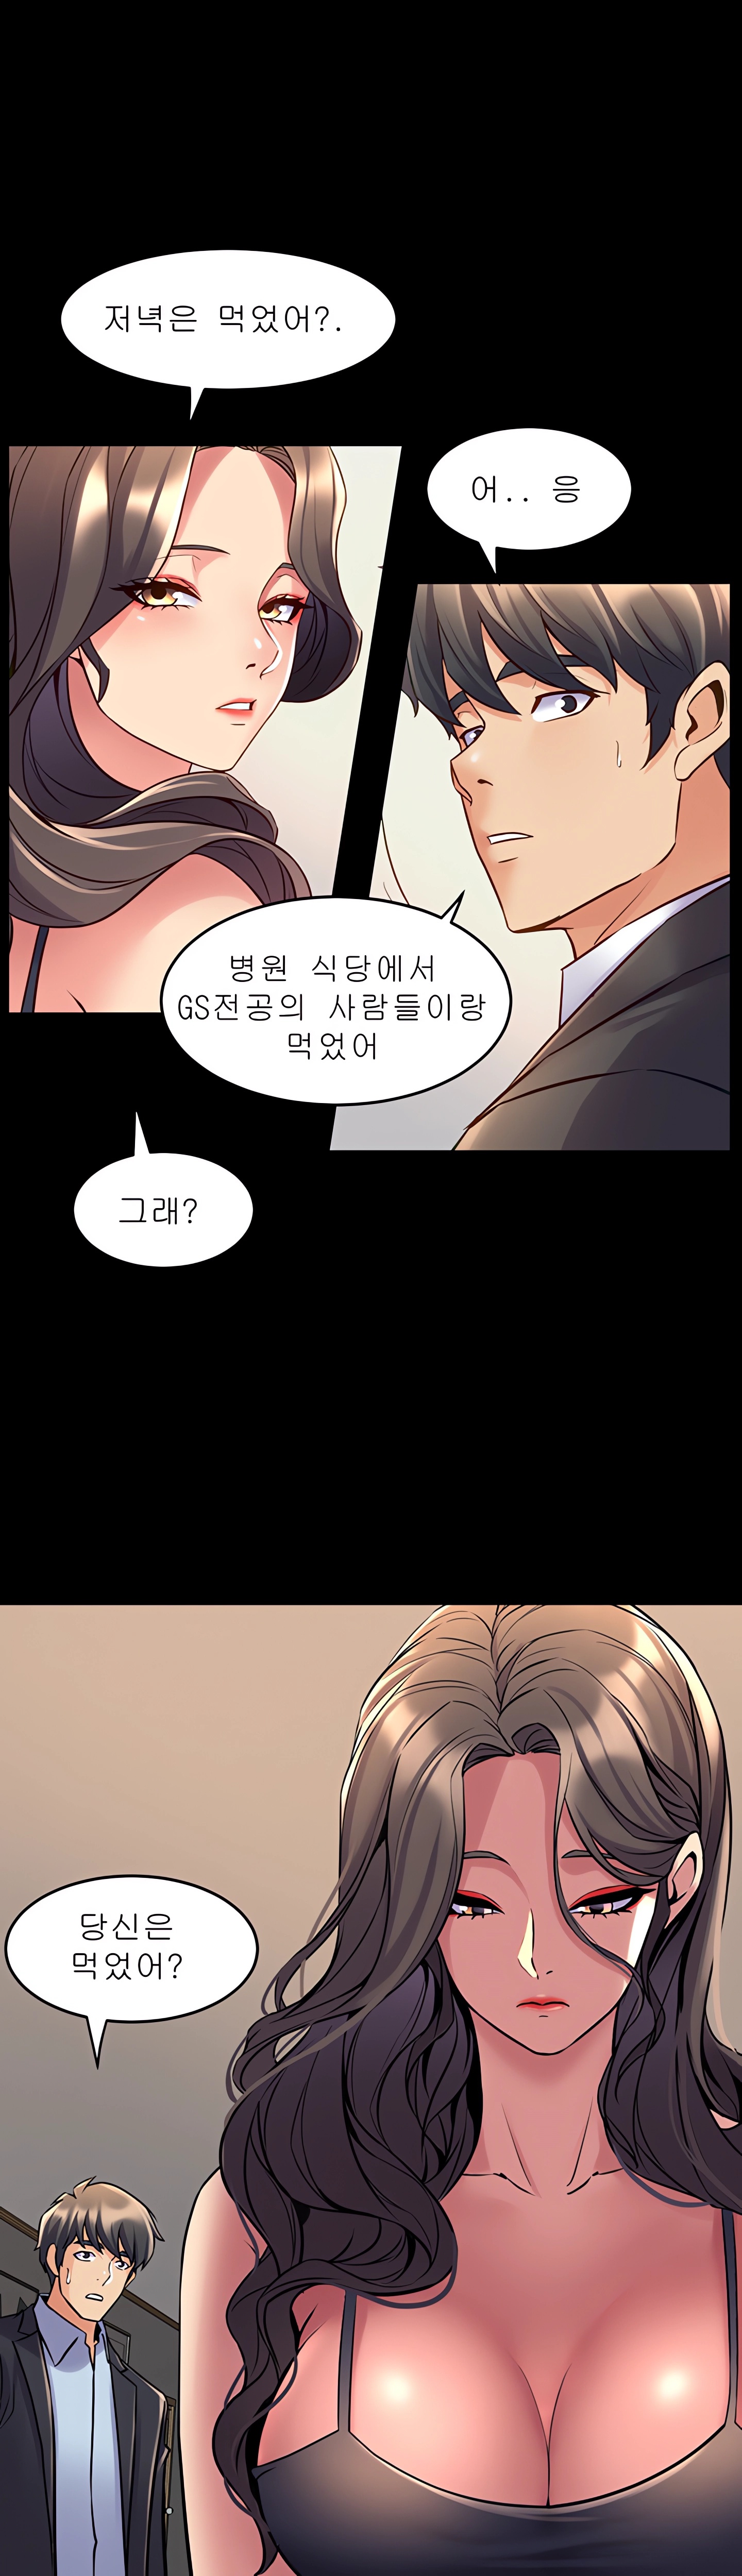 저녁은 먹었어?.
어.. 응
병원 식당에서
GS전공의 사람들이랑
먹었어
그래?
당신은
먹었어?